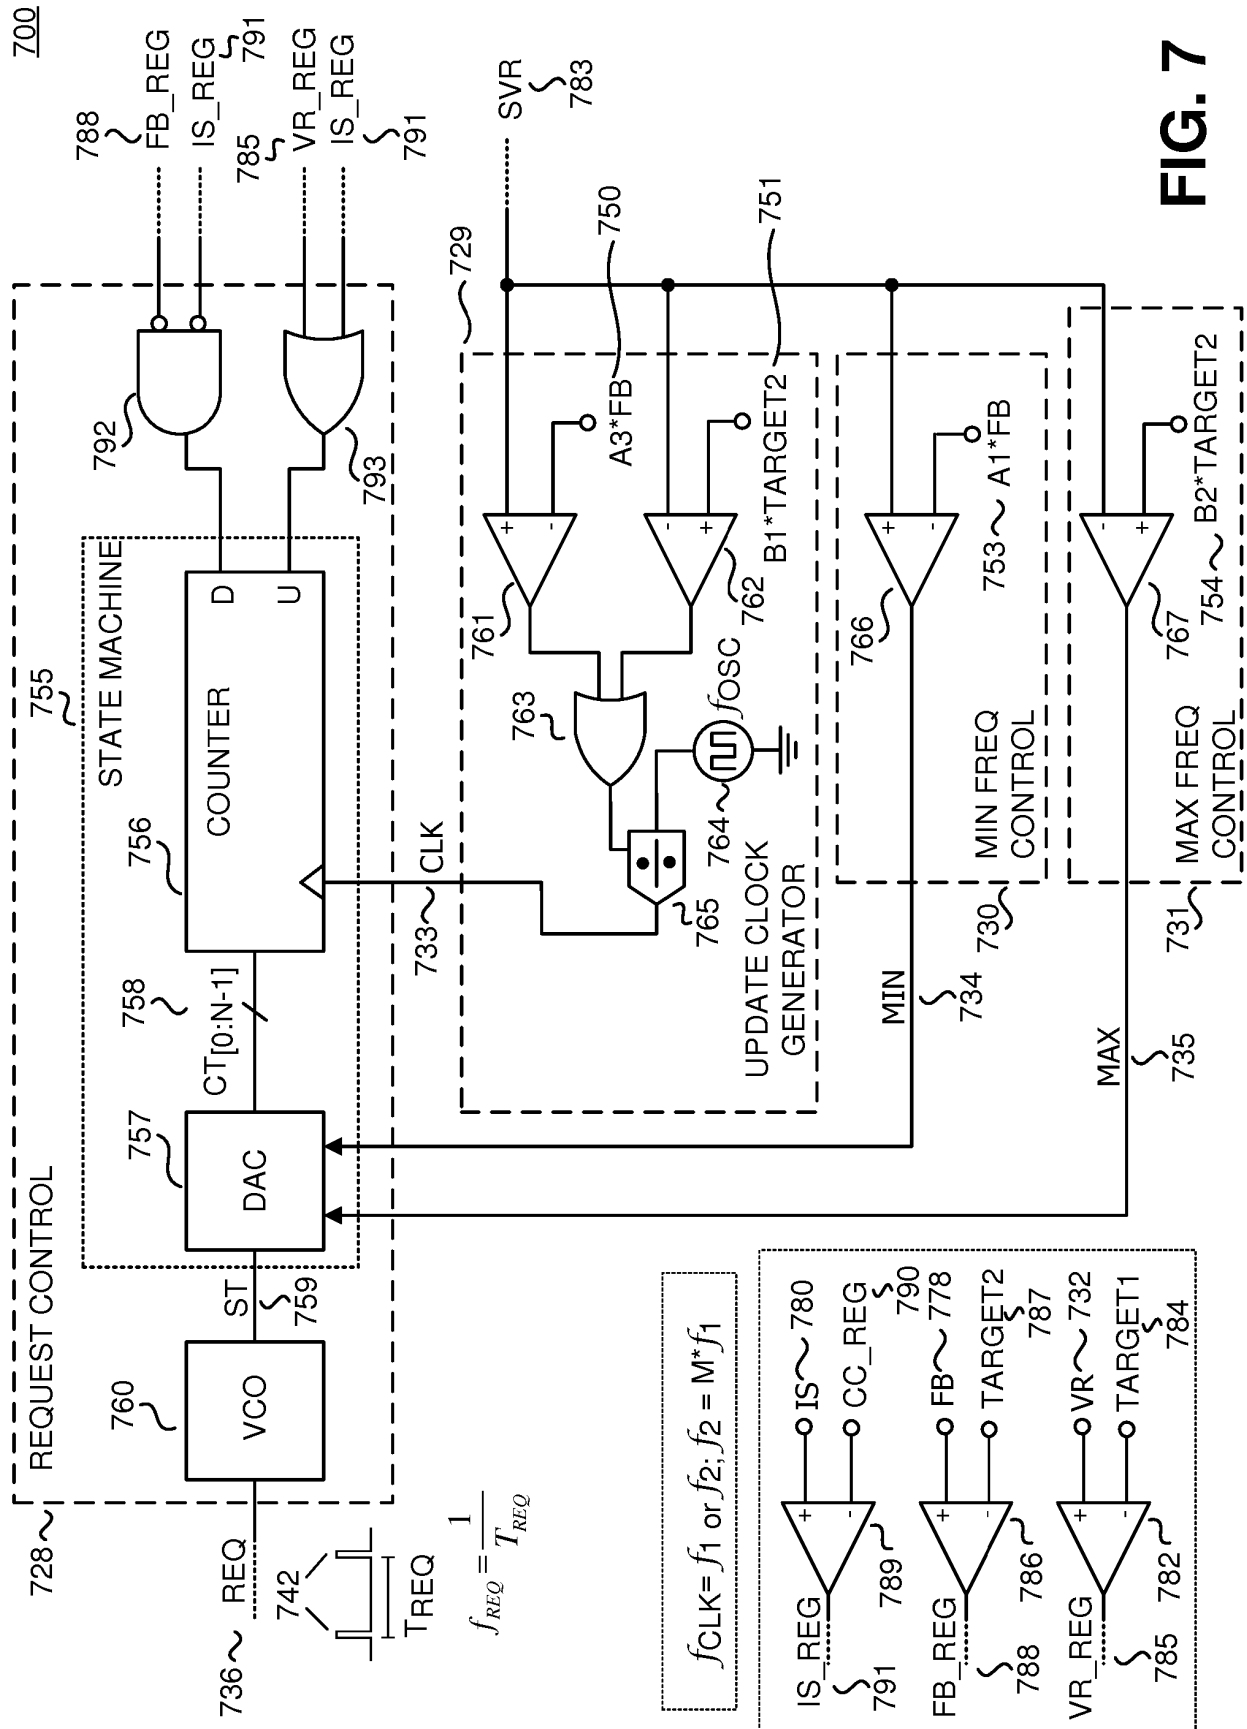 700
728
REQUEST CONTROL
755
STATE MACHINE
736
REQ
742
TREQ
fREQ = 1/TREQ
760
VCO
ST
759
757
DAC
CT[0:N-1]
758
756
COUNTER
D
U
792
793
788
FB_REG
IS_REG
791
785
VR_REG
IS_REG
791
733
CLK
729
SVR
783
+
-
761
A3*FB
750
-
+
762
B1*TARGET2
751
763
764
fOSC
765
UPDATE CLOCK
GENERATOR
MIN
734
730
MIN FREQ
CONTROL
+
-
766
753
A1*FB
MAX
735
731
MAX FREQ
CONTROL
-
+
767
754
B2*TARGET2
fCLK= f1 or f2; f2 = M*f1
IS_REG
791
789
+
-
IS
780
CC_REG
790
FB_REG
788
786
+
-
FB
778
TARGET2
787
VR_REG
785
782
+
-
VR
732
TARGET1
784
FIG. 7